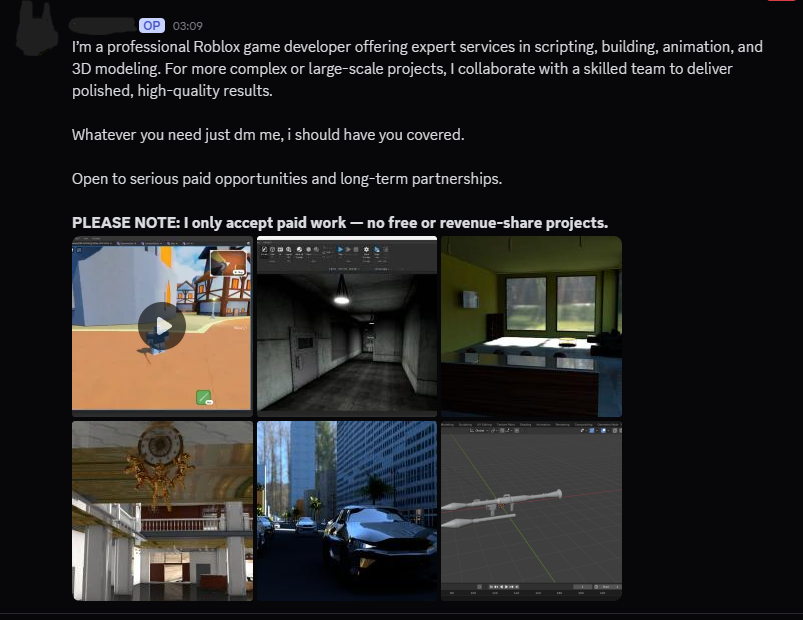 OP 03:09
I'm a professional Roblox game developer offering expert services in scripting, building, animation, and
3D modeling. For more complex or large-scale projects, I collaborate with a skilled team to deliver
polished, high-quality results.
Whatever you need just dm me, i should have you covered.
Open to serious paid opportunities and long-term partnerships.
PLEASE NOTE: I only accept paid work — no free or revenue-share projects.